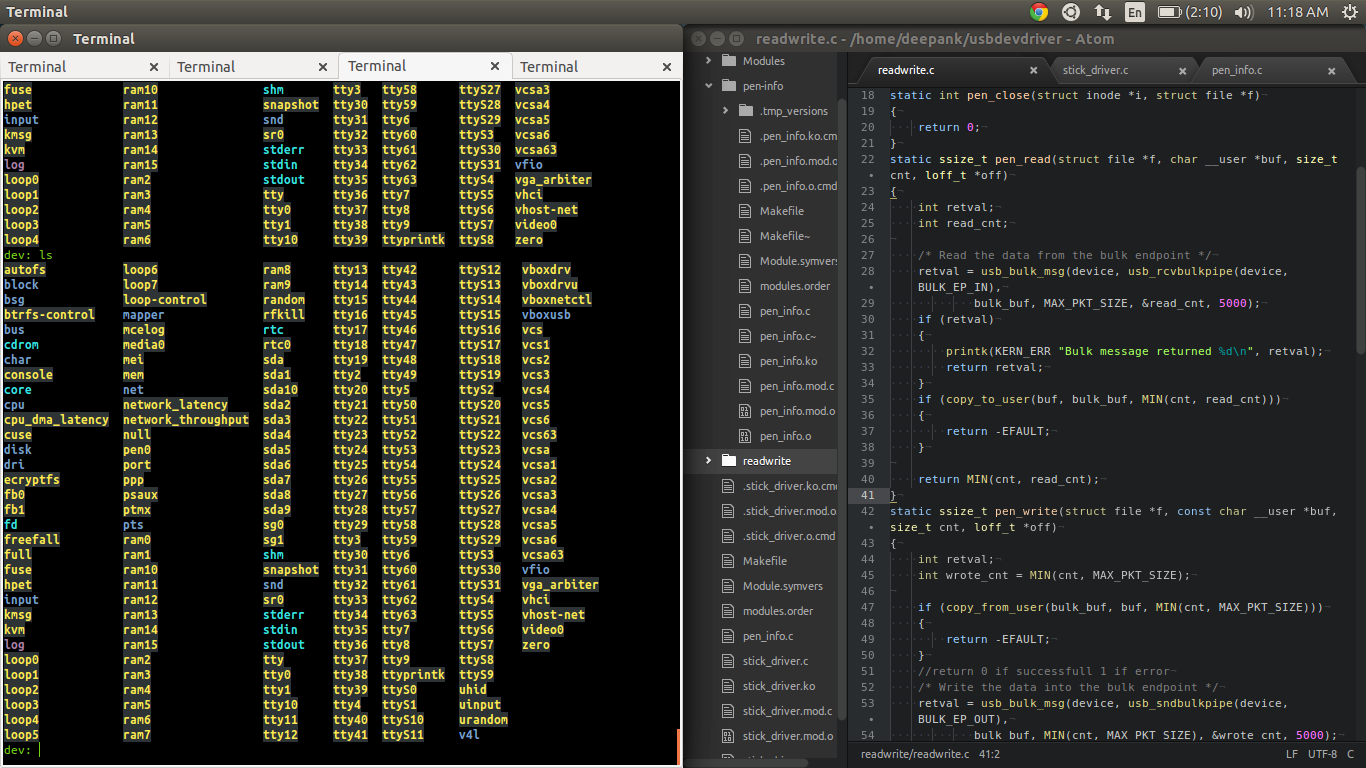 Terminal En (2:10) 11:18 AM
Terminal
Terminal Terminal Terminal Terminal
fuse ram10 shm tty3 tty58 ttyS27 vcsa3
hpet ram11 snapshot tty30 tty59 ttyS28 vcsa4
input ram12 snd tty31 tty6 ttyS29 vcsa5
kmsg ram13 sr0 tty32 tty60 ttyS3 vcsa6
kvm ram14 stderr tty33 tty61 ttyS30 vcsa63
log ram15 stdin tty34 tty62 ttyS31 vfio
loop0 ram2 stdout tty35 tty63 ttyS4 vga_arbiter
loop1 ram3 tty tty36 tty7 ttyS5 vhci
loop2 ram4 tty0 tty37 tty8 ttyS6 vhost-net
loop3 ram5 tty1 tty38 tty9 ttyS7 video0
loop4 ram6 tty10 tty39 ttyprintk ttyS8 zero
dev: ls
autofs loop6 ram8 tty13 tty42 ttyS12 vboxdrv
block loop7 ram9 tty14 tty43 ttyS13 vboxdrvu
bsg loop-control random tty15 tty44 ttyS14 vboxnetctl
btrfs-control mapper rfkill tty16 tty45 ttyS15 vboxusb
bus mcelog rtc tty17 tty46 ttyS16 vcs
cdrom media0 rtc0 tty18 tty47 ttyS17 vcs1
char mei sda tty19 tty48 ttyS18 vcs2
console mem sda1 tty2 tty49 ttyS19 vcs3
core net sda10 tty20 tty5 ttyS2 vcs4
cpu network_latency sda2 tty21 tty50 ttyS20 vcs5
cpu_dma_latency network_throughput sda3 tty22 tty51 ttyS21 vcs6
cuse null sda4 tty23 tty52 ttyS22 vcs63
disk pen0 sda5 tty24 tty53 ttyS23 vcsa
dri port sda6 tty25 tty54 ttyS24 vcsa1
ecryptfs ppp sda7 tty26 tty55 ttyS25 vcsa2
fb0 psaux sda8 tty27 tty56 ttyS26 vcsa3
fb1 ptmx sda9 tty28 tty57 ttyS27 vcsa4
fd pts sg0 tty29 tty58 ttyS28 vcsa5
freefall ram0 sg1 tty3 tty59 ttyS29 vcsa6
full ram1 shm tty30 tty6 ttyS3 vcsa63
fuse ram10 snapshot tty31 tty60 ttyS30 vfio
hpet ram11 snd tty32 tty61 ttyS31 vga_arbiter
input ram12 sr0 tty33 tty62 ttyS4 vhci
kmsg ram13 stderr tty34 tty63 ttyS5 vhost-net
kvm ram14 stdin tty35 tty7 ttyS6 video0
log ram15 stdout tty36 tty8 ttyS7 zero
loop0 ram2 tty tty37 tty9 ttyS8
loop1 ram3 tty0 tty38 ttyprintk ttyS9
loop2 ram4 tty1 tty39 ttyS0 uhid
loop3 ram5 tty10 tty4 ttyS1 uinput
loop4 ram6 tty11 tty40 ttyS10 urandom
loop5 ram7 tty12 tty41 ttyS11 v4l
dev:
readwrite.c - /home/deepank/usbdevdriver - Atom
Modules
pen-info
.tmp_versions
.pen_info.ko.cm
.pen_info.mod.o
.pen_info.o.cmd
Makefile
Makefile~
Module.symvers
modules.order
pen_info.c
pen_info.c~
pen_info.ko
pen_info.mod.c
pen_info.mod.o
pen_info.o
readwrite
.stick_driver.ko.cmd
.stick_driver.mod.o
.stick_driver.o.cmd
Makefile
Module.symvers
modules.order
pen_info.c
stick_driver.c
stick_driver.ko
stick_driver.mod.c
stick_driver.mod.o
readwrite.c stick_driver.c pen_info.c
18 static int pen_close(struct inode *i, struct file *f)
19 {
20 return 0;
21 }
22 static ssize_t pen_read(struct file *f, char __user *buf, size_t
• cnt, loff_t *off)
23 {
24 int retval;
25 int read_cnt;
26
27 /* Read the data from the bulk endpoint */
28 retval = usb_bulk_msg(device, usb_rcvbulkpipe(device,
• BULK_EP_IN),
29 bulk_buf, MAX_PKT_SIZE, &read_cnt, 5000);
30 if (retval)
31 {
32 printk(KERN_ERR "Bulk message returned %d\n", retval);
33 return retval;
34 }
35 if (copy_to_user(buf, bulk_buf, MIN(cnt, read_cnt)))
36 {
37 return -EFAULT;
38 }
39
40 return MIN(cnt, read_cnt);
41 }
42 static ssize_t pen_write(struct file *f, const char __user *buf,
• size_t cnt, loff_t *off)
43 {
44 int retval;
45 int wrote_cnt = MIN(cnt, MAX_PKT_SIZE);
46
47 if (copy_from_user(bulk_buf, buf, MIN(cnt, MAX_PKT_SIZE)))
48 {
49 return -EFAULT;
50 }
51 //return 0 if successfull 1 if error
52 /* Write the data into the bulk endpoint */
53 retval = usb_bulk_msg(device, usb_sndbulkpipe(device,
• BULK_EP_OUT),
54 bulk_buf, MIN(cnt, MAX_PKT_SIZE), &wrote_cnt, 5000);
readwrite/readwrite.c 41:2 LF UTF-8 C